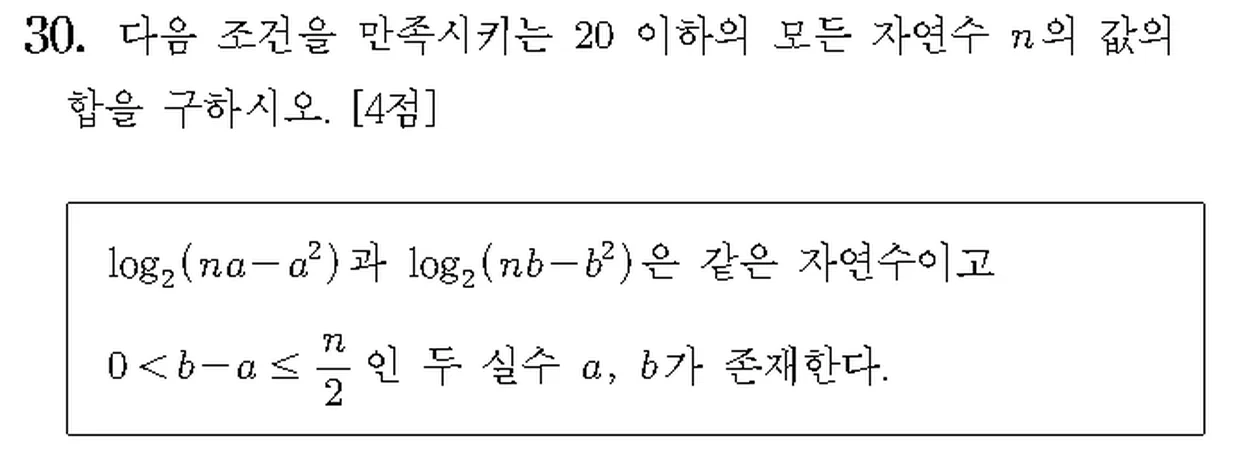 30. 다음 조건을 만족시키는 20 이하의 모든 자연수 n의 값의
합을 구하시오. [4점]
log₂(na−a²)과 log₂(nb−b²)은 같은 자연수이고
0 < b−a ≤ n/2 인 두 실수 a, b가 존재한다.